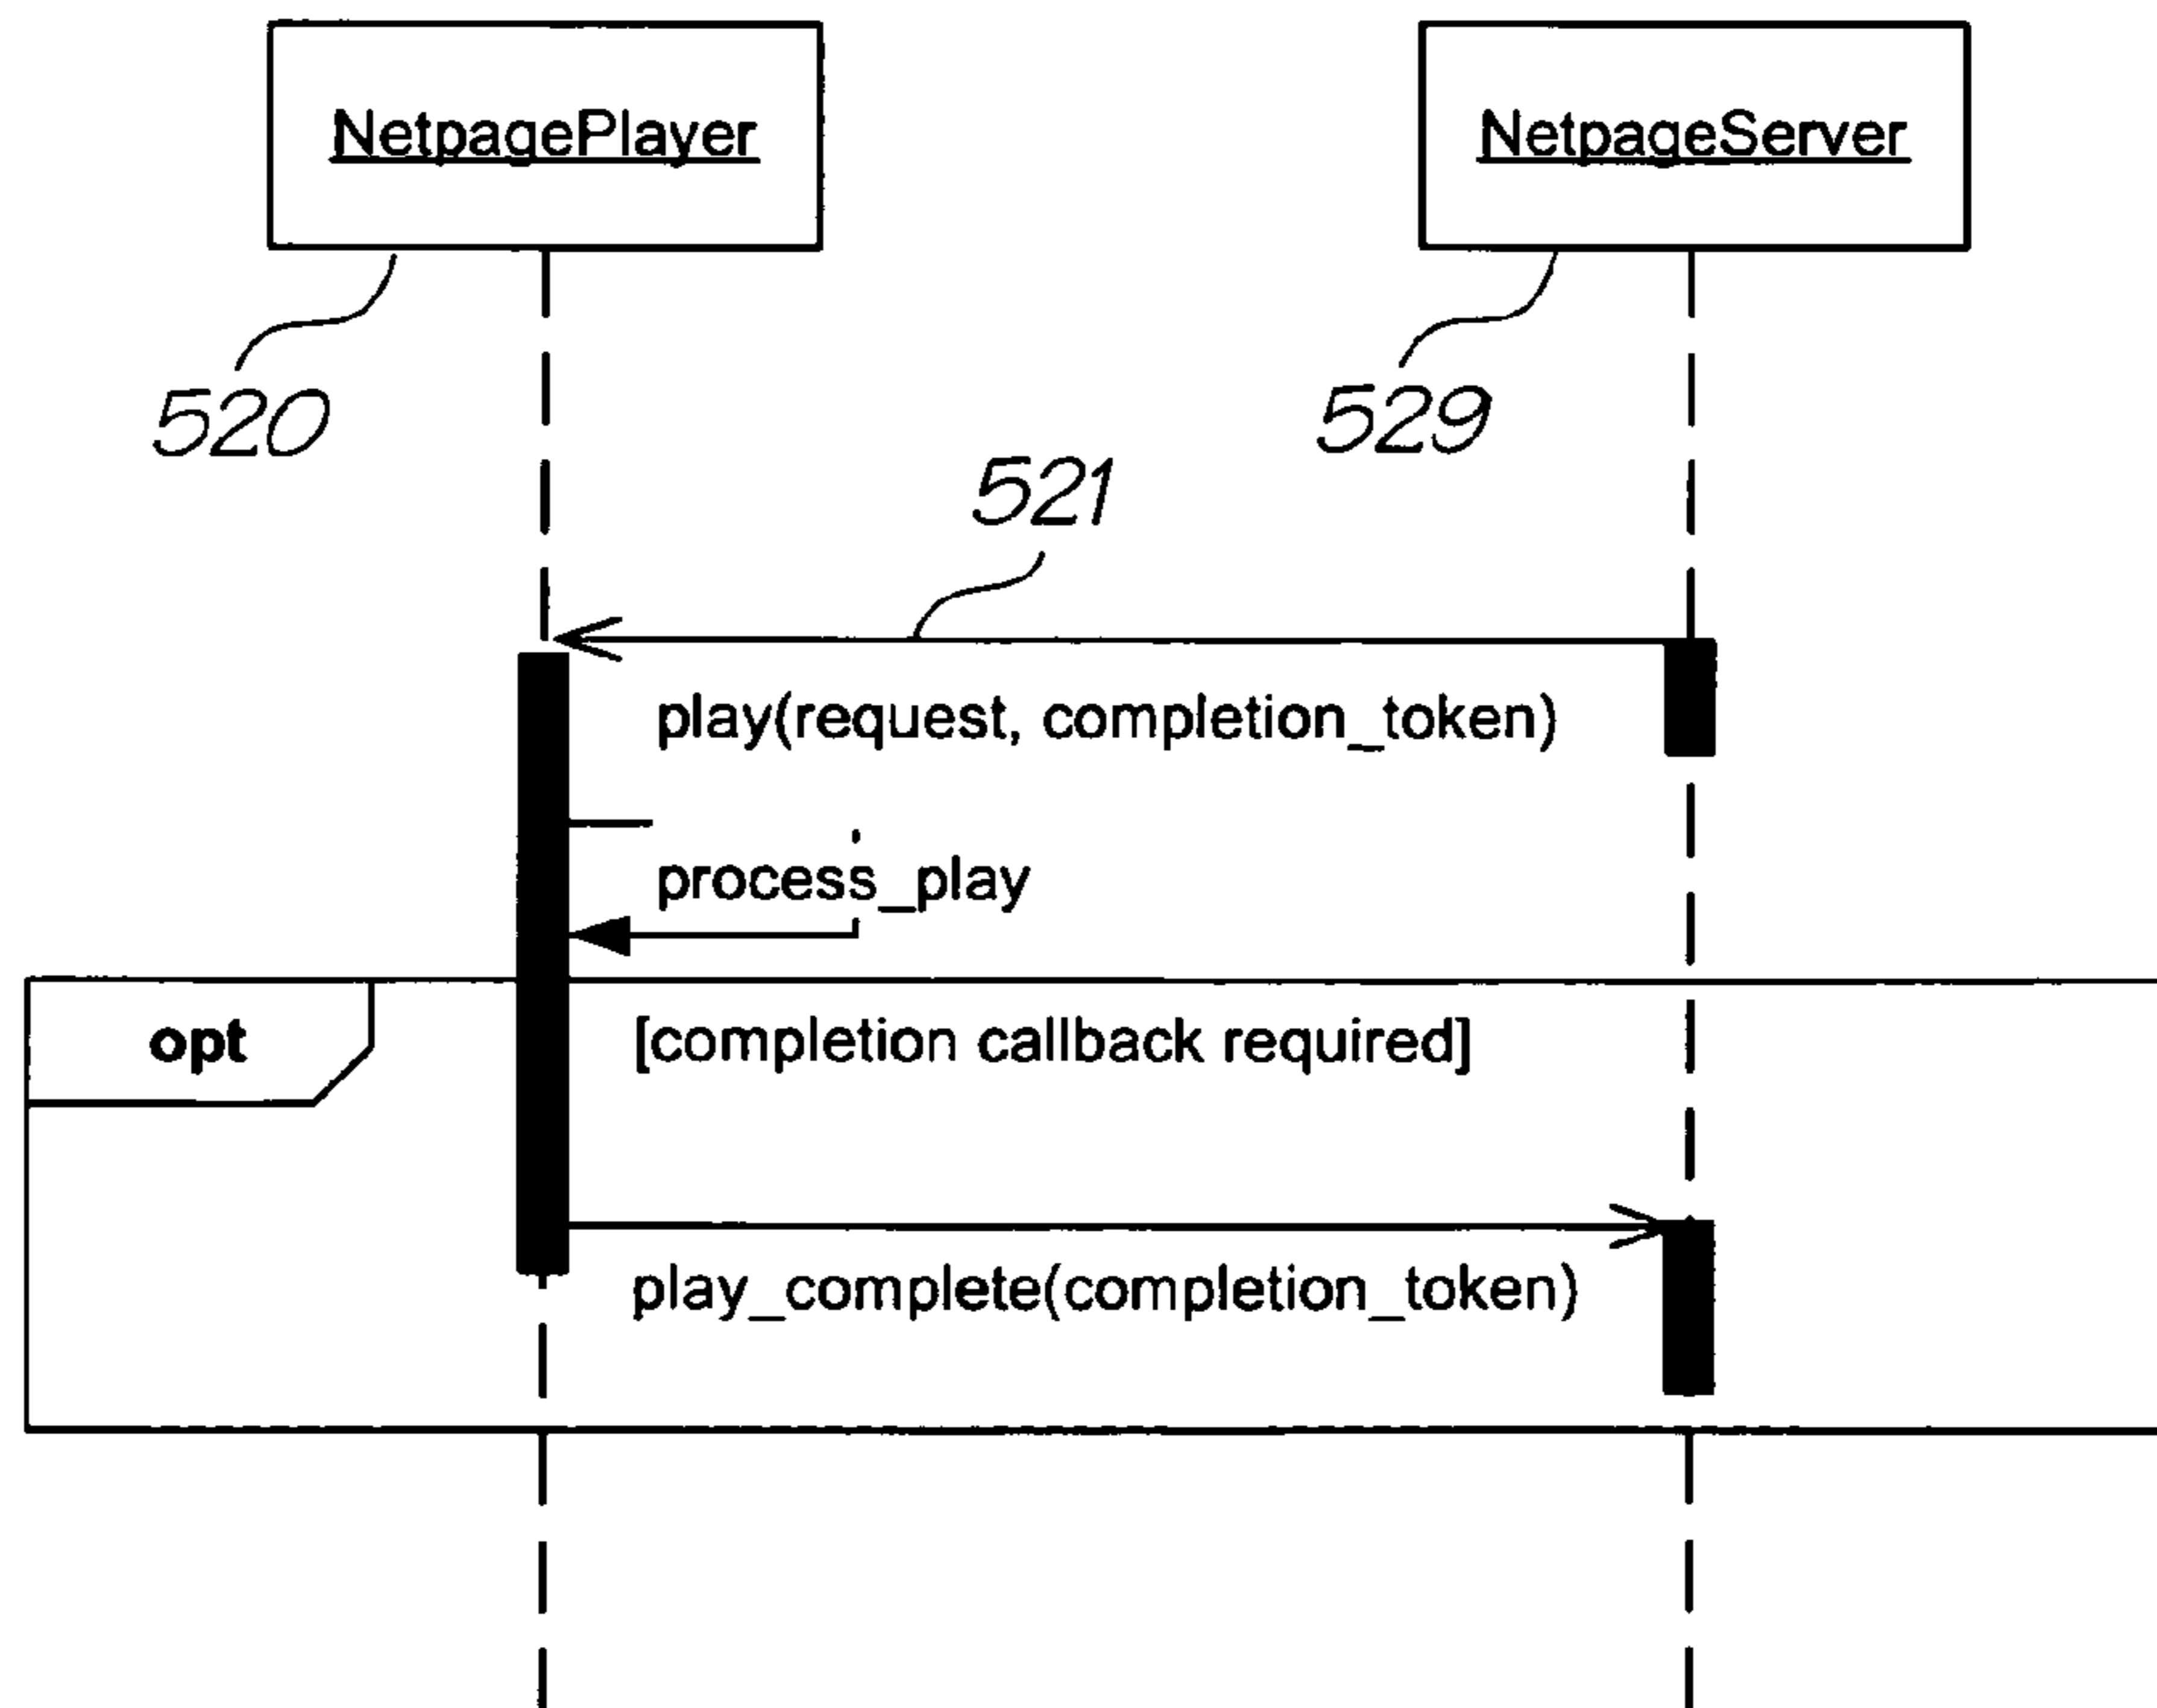 NetpagePlayer
NetpageServer
520
529
521
play(request, completion_token)
process_play
opt
[completion callback required]
play_complete(completion_token)